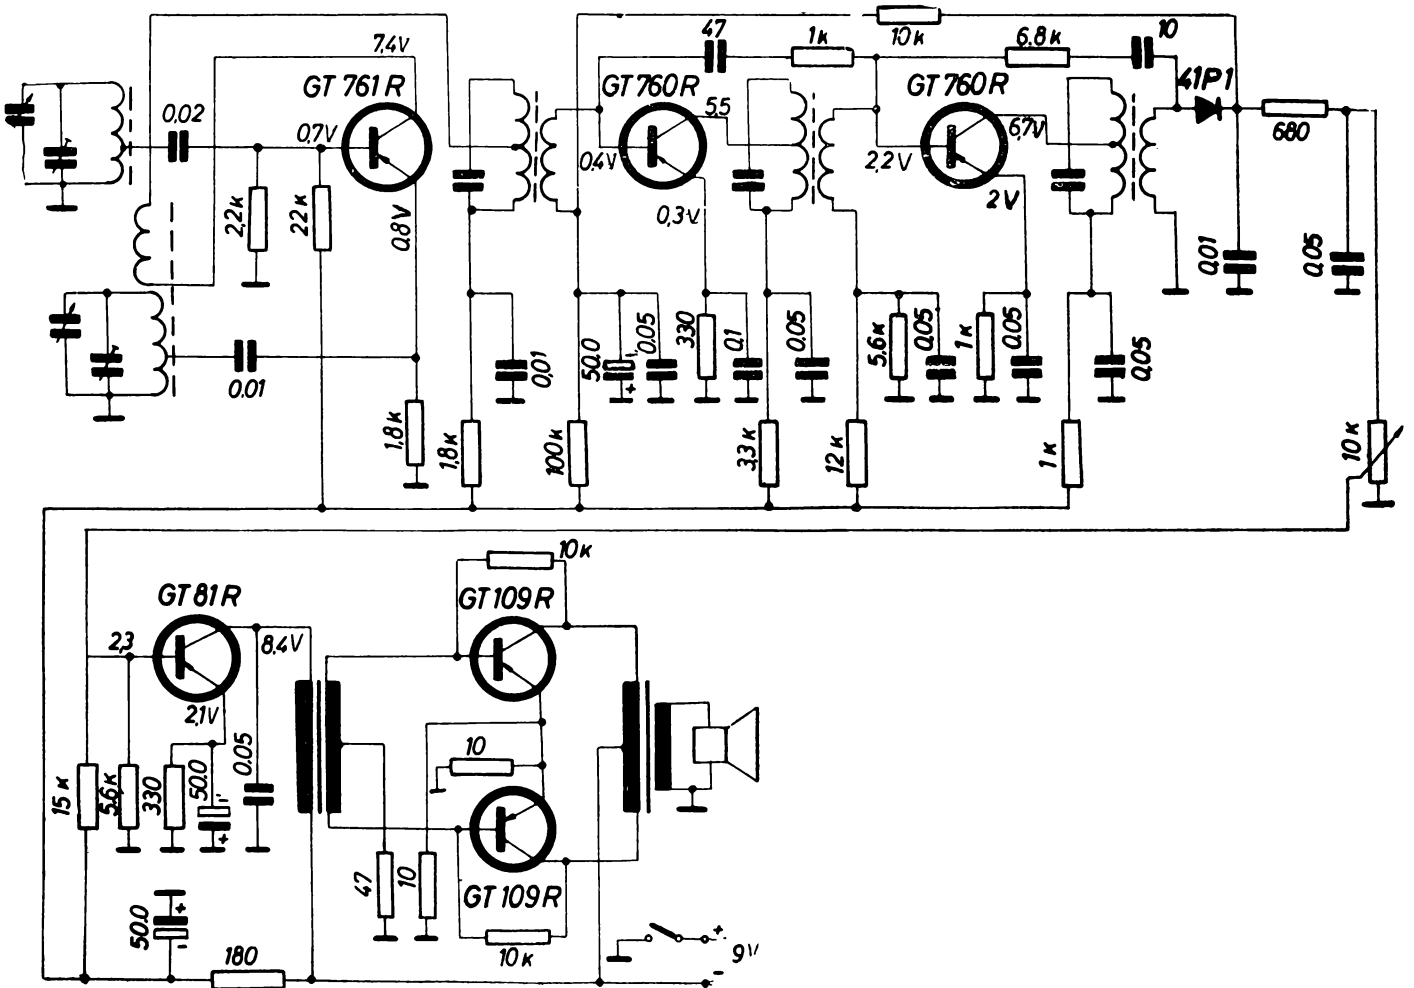 47
1K
10K
6.8K
10
7,4V
GT 761 R
GT 760 R
GT 760 R
41P1
0,02
0,7V
5,5
0,4V
2,2V
6,7V
680
2,2K
22K
0,8V
0,3V
2V
0,01
0,05
0,01
50.0
-
+
0.05
330
0,1
0.05
5.6K
0,05
1K
0.05
0,05
0.01
1,8K
1,8K
100K
3,3K
12K
1K
10K
10K
GT 81 R
GT 109 R
2,3
8.4V
2,1V
10
15K
5.6K
330
50.0
-
+
0.05
47
10
GT 109 R
50.0
+
-
180
10K
+
9V
-